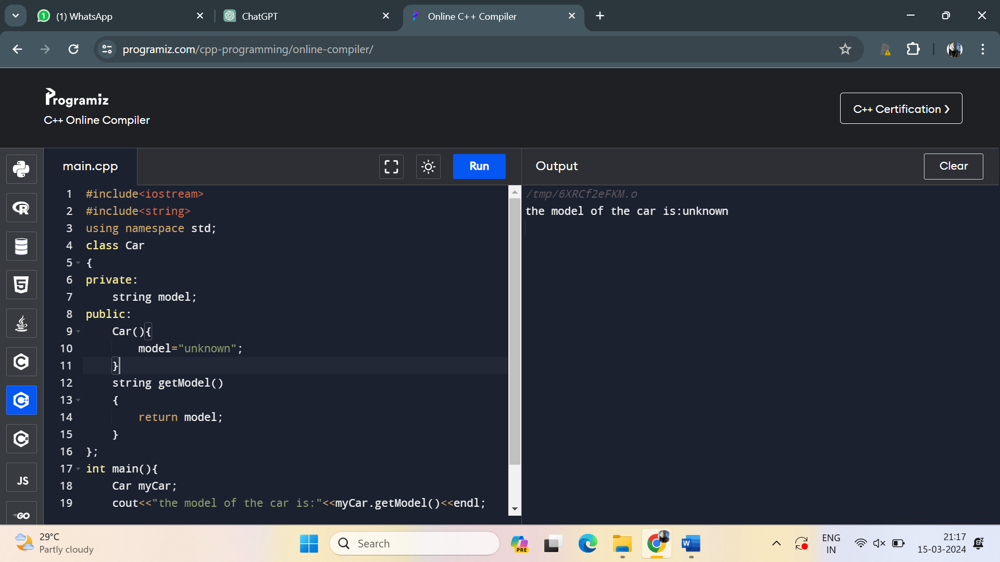 (1) WhatsApp
ChatGPT
Online C++ Compiler
programiz.com/cpp-programming/online-compiler/
Programiz
C++ Online Compiler
C++ Certification ❯
main.cpp
Run
Output
Clear
1 #include<iostream>
2 #include<string>
3 using namespace std;
4 class Car
5 {
6 private:
7     string model;
8 public:
9     Car(){
10         model="unknown";
11     }
12     string getModel()
13     {
14         return model;
15     }
16 };
17 int main(){
18     Car myCar;
19     cout<<"the model of the car is:"<<myCar.getModel()<<endl;
/tmp/6XRCf2eFKM.o
the model of the car is:unknown
JS
GO
29°C
Partly cloudy
Search
PRE
W
ENG
IN
21:17
15-03-2024